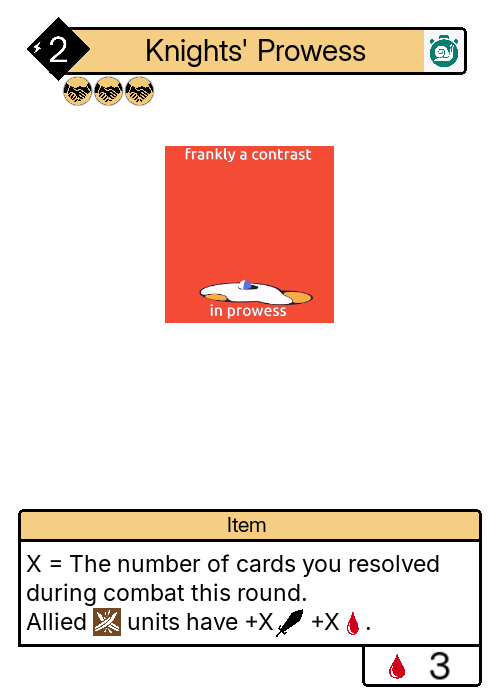 2
Knights' Prowess
frankly a contrast
in prowess
Item
X = The number of cards you resolved
during combat this round.
Allied units have +X +X .
3